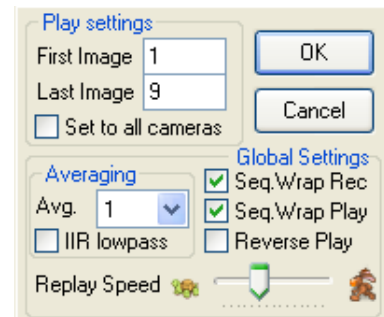 Play settings
First Image 1
Last Image 9
Set to all cameras
OK
Cancel
Averaging
Avg. 1
IIR lowpass
Global Settings
Seq.Wrap Rec
Seq.Wrap Play
Reverse Play
Replay Speed